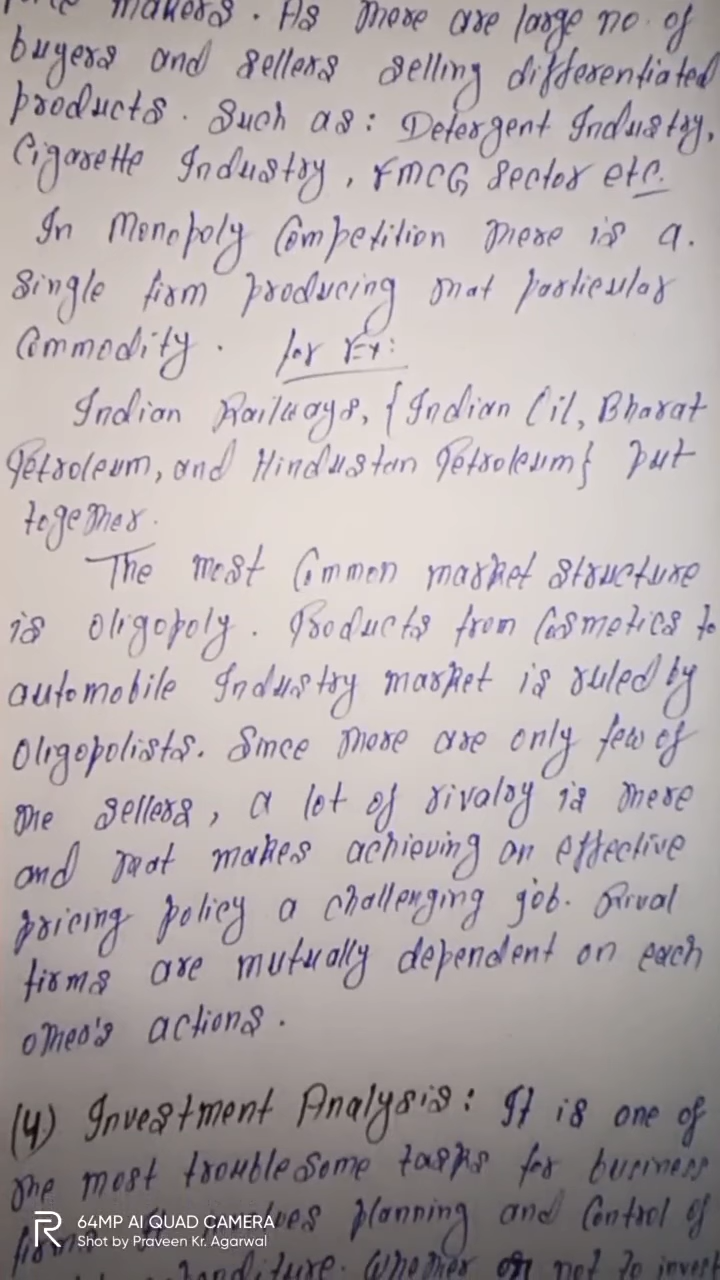 makers. As there are large no. of
buyers and sellers selling differentiated
products. Such as: Detergent Industry,
Cigarette Industry, FMCG Sector etc.
In Monopoly Competition there is a.
Single firm producing that particular
Commodity. for Ex:
Indian Railways, {Indian Oil, Bharat
Petroleum, and Hindustan Petroleum} put
together.
The most Common market structure
is Oligopoly. Products from Cosmetics to
automobile Industry market is ruled by
Oligopolists. Since there are only few of
the sellers, a lot of rivalry is there
and that makes achieving an effective
pricing policy a challenging job. Rival
firms are mutually dependent on each
other's actions.
(4) Investment Analysis: It is one of
the most troublesome tasks for business
firms. planning and Control of
Whether or not to invest
64MP AI QUAD CAMERA
Shot by Praveen Kr. Agarwal